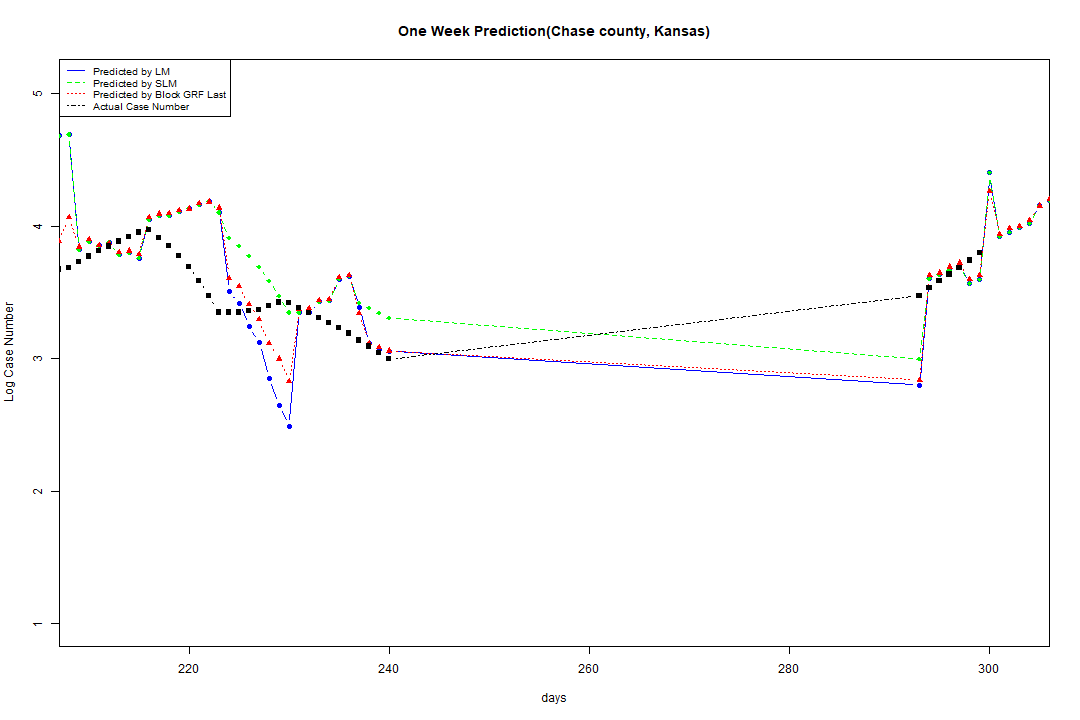 One Week Prediction(Chase county, Kansas)
Predicted by LM
Predicted by SLM
Predicted by Block GRF Last
Actual Case Number
5
4
3
2
1
Log Case Number
220
240
260
280
300
days